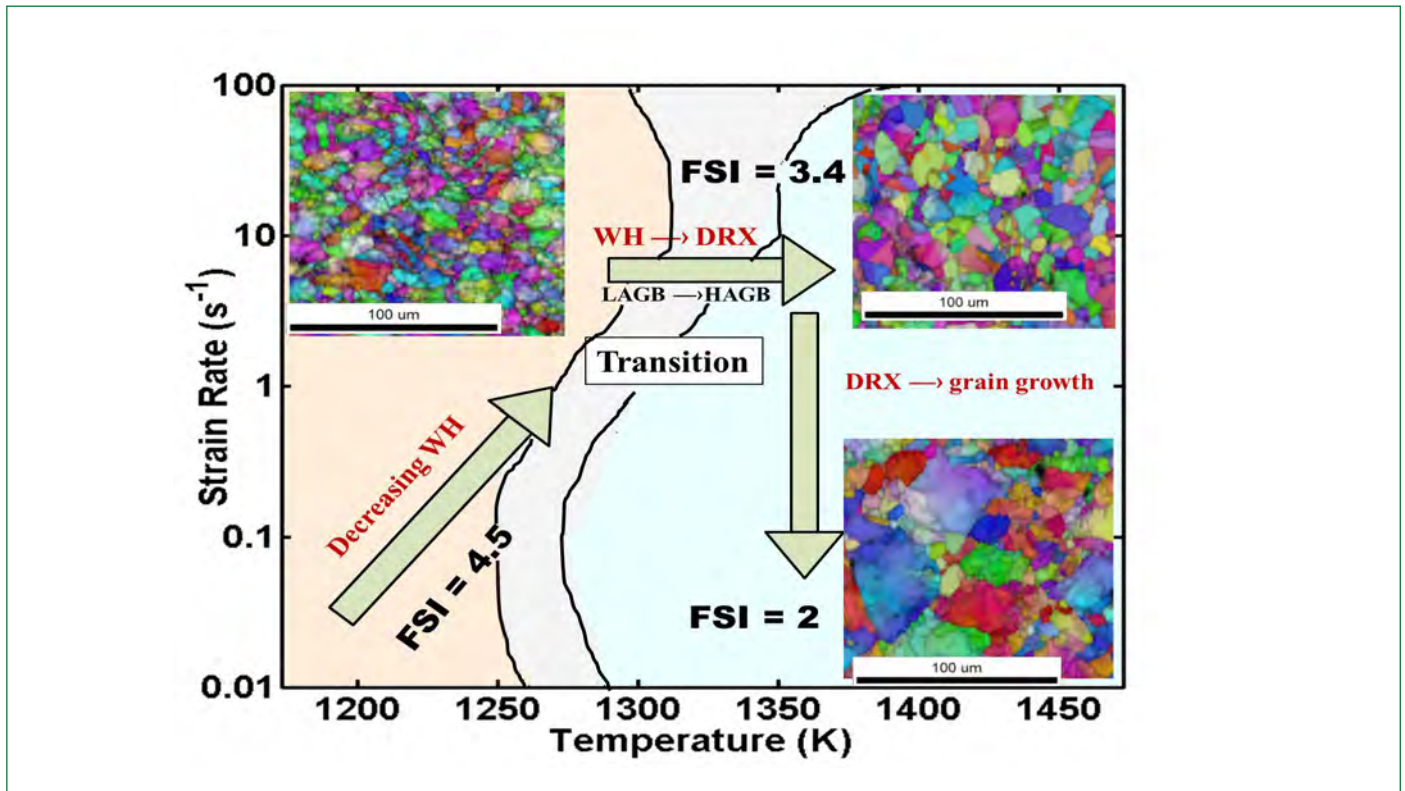 100
10
1
0.1
0.01
Strain Rate (s⁻¹)
100 um
FSI = 3.4
100 um
WH → DRX
LAGB → HAGB
Transition
DRX → grain growth
Decreasing WH
FSI = 4.5
FSI = 2
100 um
1200 1250 1300 1350 1400 1450
Temperature (K)